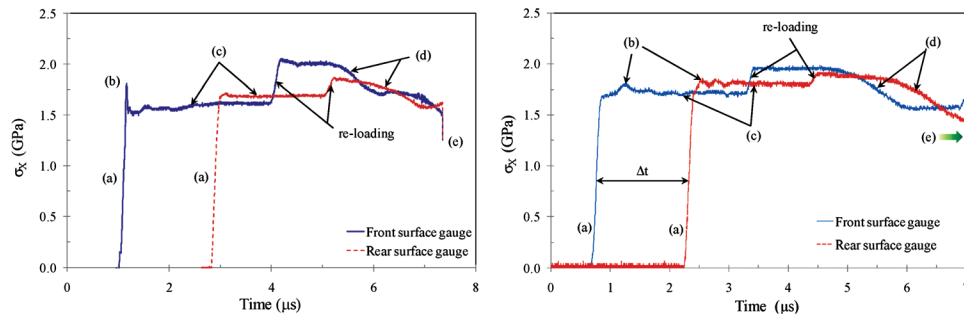 2.5
2.0
1.5
1.0
0.5
0.0
σX (GPa)
(b)
(c)
(d)
re-loading
(e)
(a)
(a)
Front surface gauge
Rear surface gauge
0
2
4
6
8
Time (μs)
2.5
2.0
1.5
1.0
0.5
0.0
σX (GPa)
re-loading
(b)
(d)
(c)
(e)
Δt
(a)
(a)
Front surface gauge
Rear surface gauge
0
1
2
3
4
5
6
7
Time (μs)